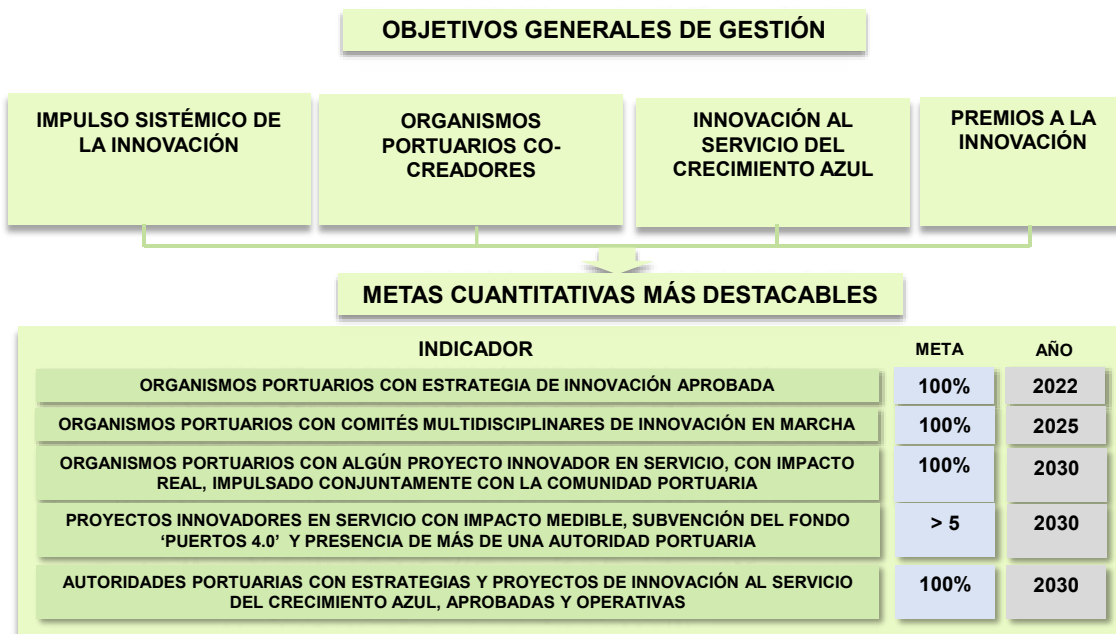 OBJETIVOS GENERALES DE GESTIÓN
IMPULSO SISTÉMICO DE
LA INNOVACIÓN
ORGANISMOS
PORTUARIOS CO-
CREADORES
INNOVACIÓN AL
SERVICIO DEL
CRECIMIENTO AZUL
PREMIOS A LA
INNOVACIÓN
METAS CUANTITATIVAS MÁS DESTACABLES
INDICADOR META AÑO
ORGANISMOS PORTUARIOS CON ESTRATEGIA DE INNOVACIÓN APROBADA 100% 2022
ORGANISMOS PORTUARIOS CON COMITÉS MULTIDISCIPLINARES DE INNOVACIÓN EN MARCHA 100% 2025
ORGANISMOS PORTUARIOS CON ALGÚN PROYECTO INNOVADOR EN SERVICIO, CON IMPACTO
REAL, IMPULSADO CONJUNTAMENTE CON LA COMUNIDAD PORTUARIA
100% 2030
PROYECTOS INNOVADORES EN SERVICIO CON IMPACTO MEDIBLE, SUBVENCIÓN DEL FONDO
‘PUERTOS 4.0’ Y PRESENCIA DE MÁS DE UNA AUTORIDAD PORTUARIA
> 5 2030
AUTORIDADES PORTUARIAS CON ESTRATEGIAS Y PROYECTOS DE INNOVACIÓN AL SERVICIO
DEL CRECIMIENTO AZUL, APROBADAS Y OPERATIVAS
100% 2030